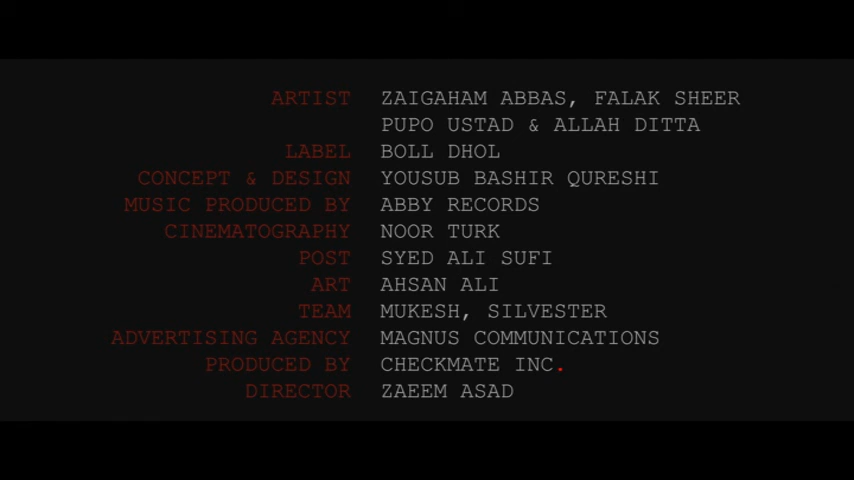 ARTIST ZAIGAHAM ABBAS, FALAK SHEER
PUPO USTAD & ALLAH DITTA
LABEL BOLL DHOL
CONCEPT & DESIGN YOUSUB BASHIR QURESHI
MUSIC PRODUCED BY ABBY RECORDS
CINEMATOGRAPHY NOOR TURK
POST SYED ALI SUFI
ART AHSAN ALI
TEAM MUKESH, SILVESTER
ADVERTISING AGENCY MAGNUS COMMUNICATIONS
PRODUCED BY CHECKMATE INC.
DIRECTOR ZAEEM ASAD